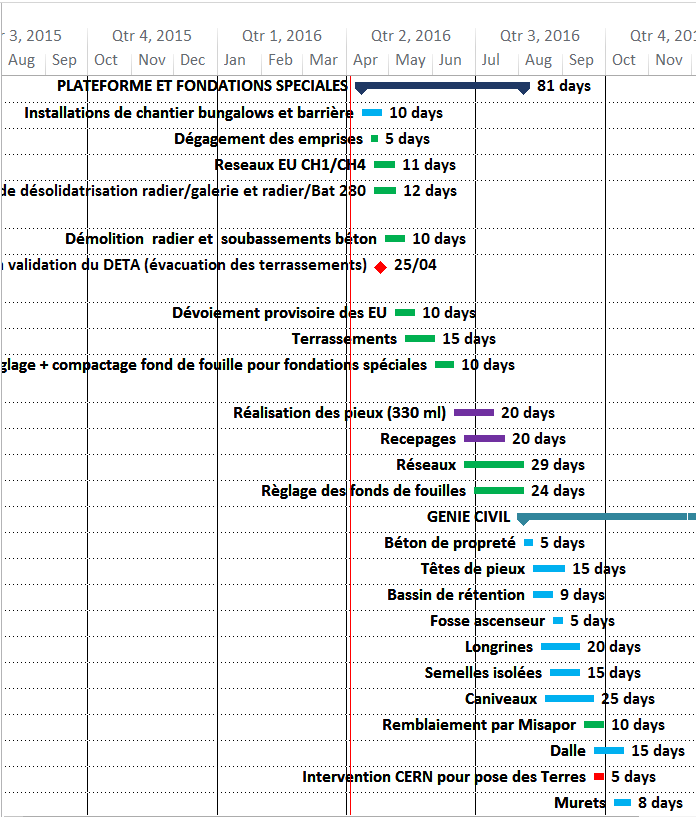 r 3, 2015 Qtr 4, 2015 Qtr 1, 2016 Qtr 2, 2016 Qtr 3, 2016 Qtr 4, 201
Aug Sep Oct Nov Dec Jan Feb Mar Apr May Jun Jul Aug Sep Oct Nov
PLATEFORME ET FONDATIONS SPECIALES 81 days
Installations de chantier bungalows et barrière 10 days
Dégagement des emprises 5 days
Reseaux EU CH1/CH4 11 days
de désolidatrisation radier/galerie et radier/Bat 280 12 days
Démolition radier et soubassements béton 10 days
validation du DETA (évacuation des terrassements) 25/04
Dévoiement provisoire des EU 10 days
Terrassements 15 days
glage + compactage fond de fouille pour fondations spéciales 10 days
Réalisation des pieux (330 ml) 20 days
Recepages 20 days
Réseaux 29 days
Règlage des fonds de fouilles 24 days
GENIE CIVIL
Béton de propreté 5 days
Têtes de pieux 15 days
Bassin de rétention 9 days
Fosse ascenseur 5 days
Longrines 20 days
Semelles isolées 15 days
Caniveaux 25 days
Remblaiement par Misapor 10 days
Dalle 15 days
Intervention CERN pour pose des Terres 5 days
Murets 8 days